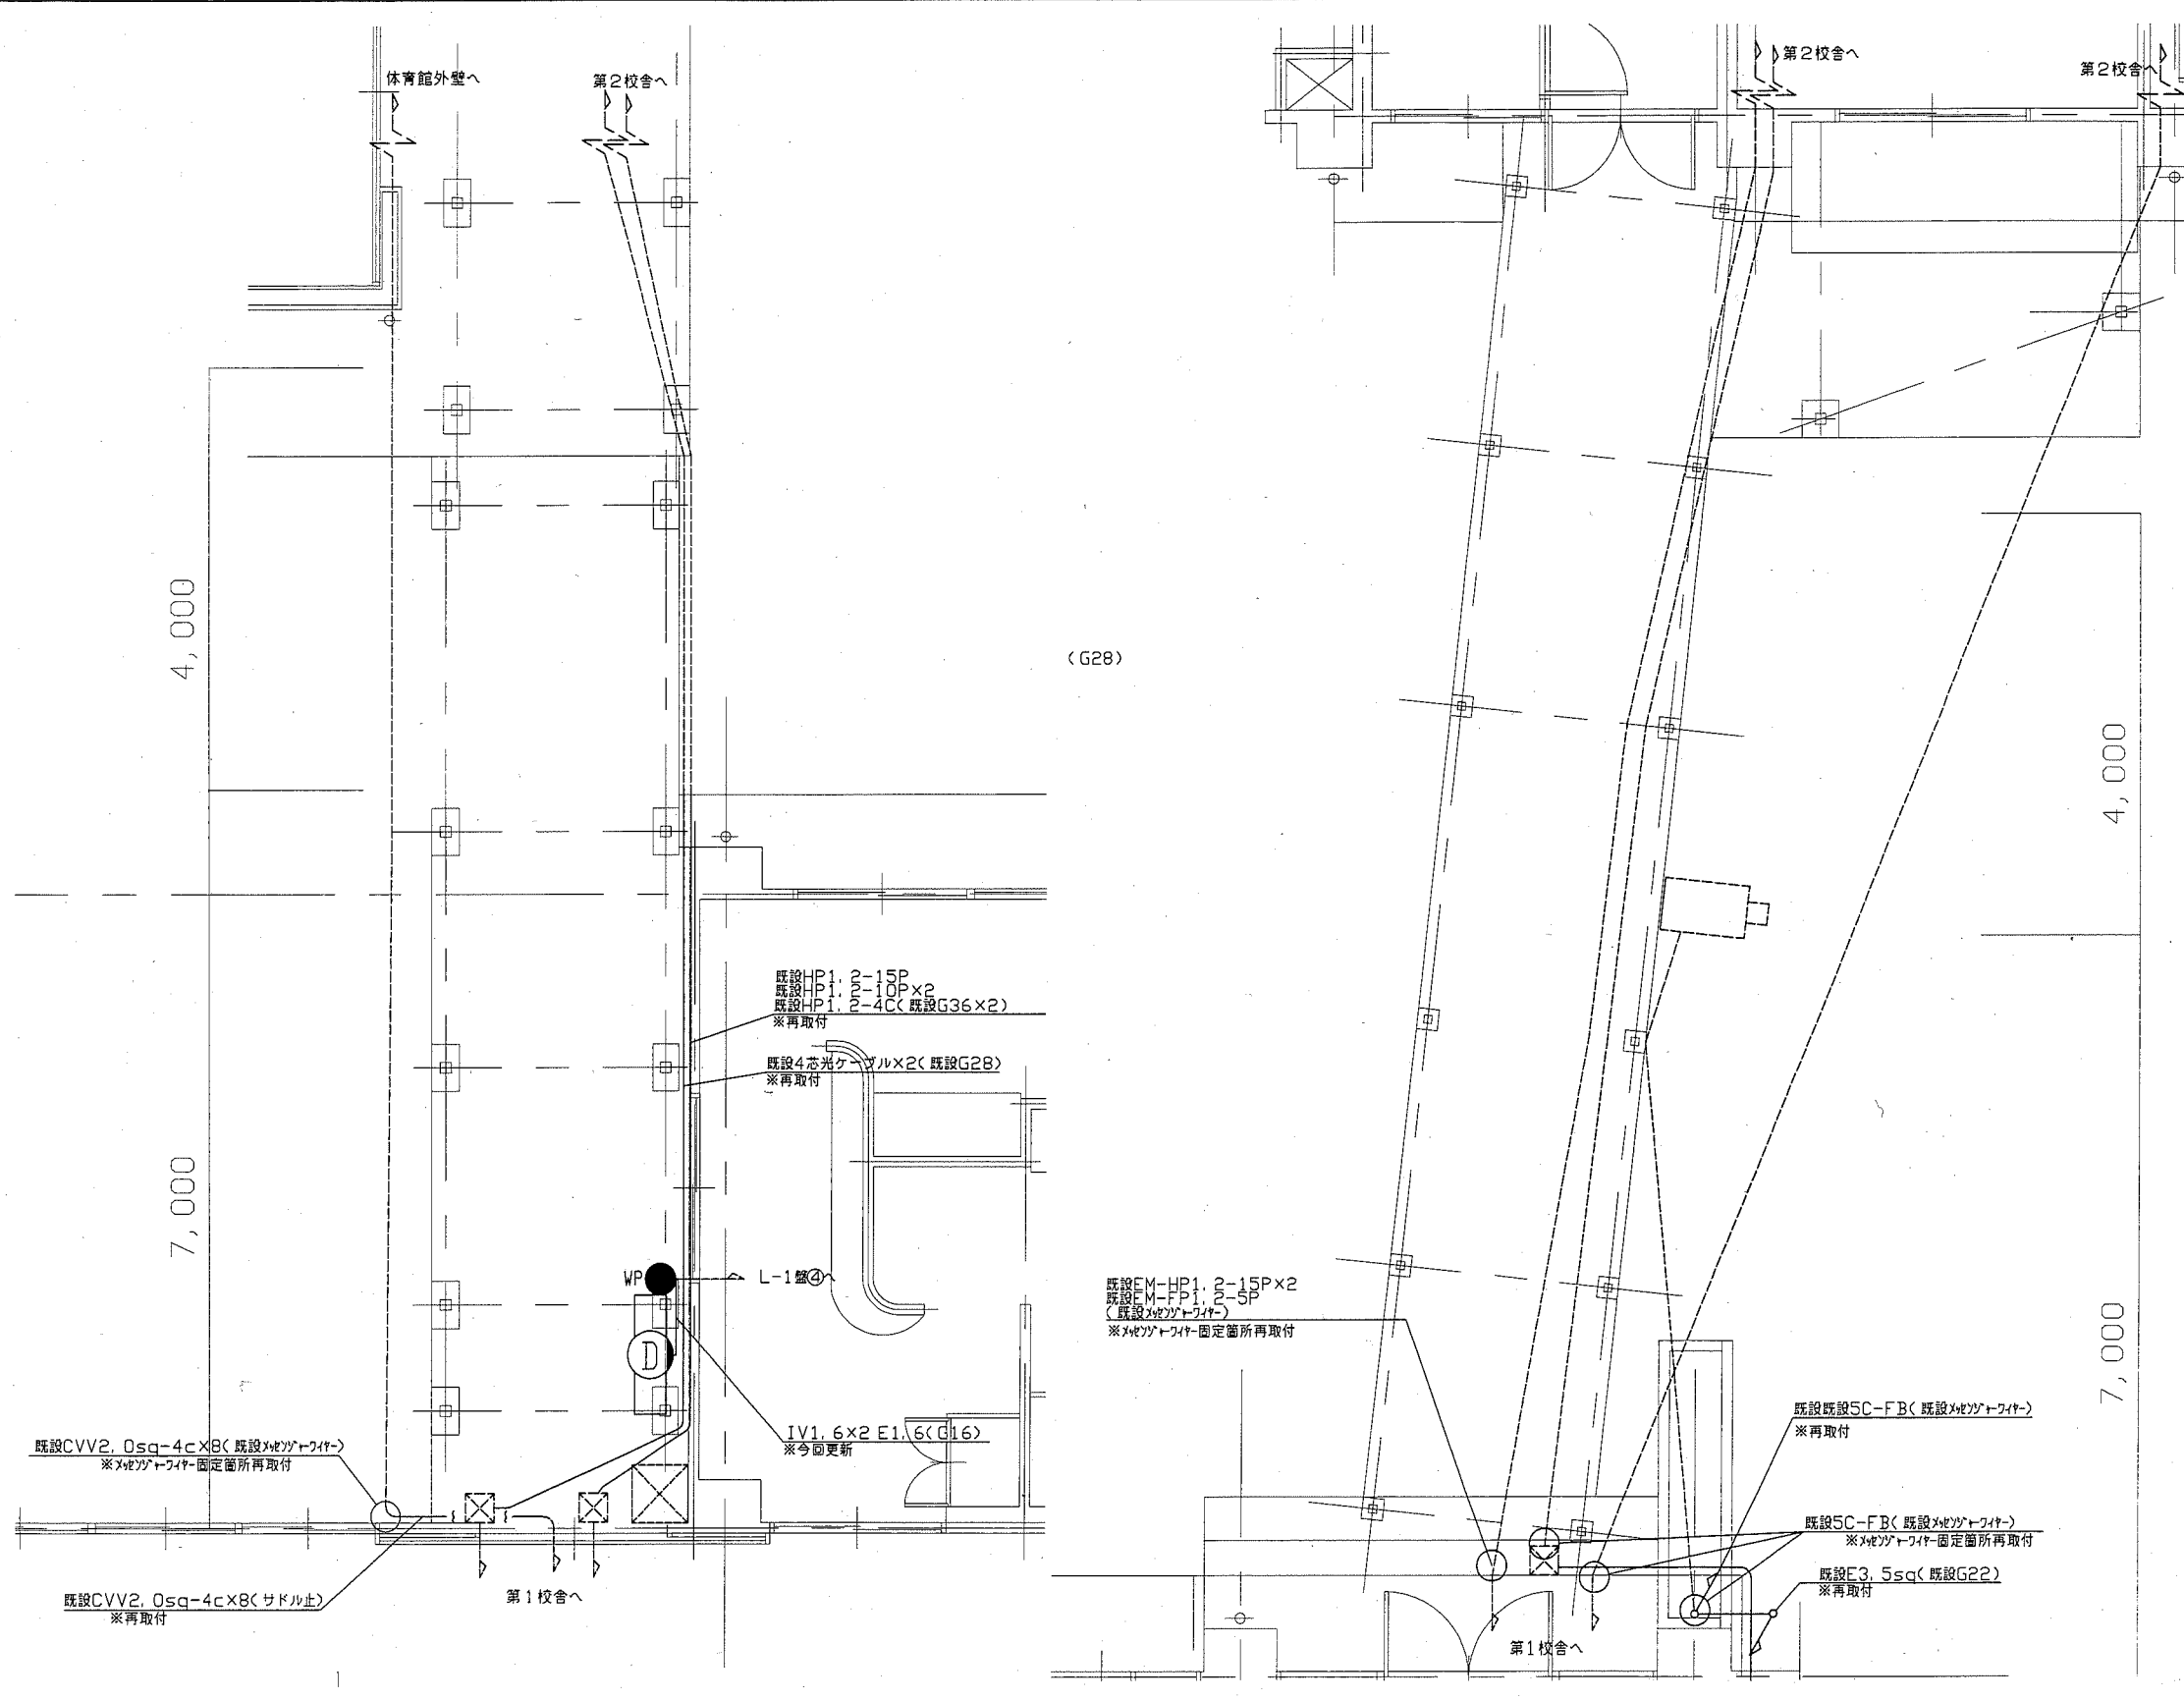 体育館外壁へ
第2校舎へ
4,000
7,000
既設HP1.2-15P
既設HP1.2-10P×2
既設HP1.2-4C(既設G36×2)
※再取付
既設4芯光ケーブル×2(既設G28)
※再取付
WP
L-1盤④へ
D
IV1.6×2 E1.6(G16)
※今回更新
既設CVV2.0sq-4c×8(既設ﾒｯｾﾝｼﾞｬｰﾜｲﾔｰ)
※ﾒｯｾﾝｼﾞｬｰﾜｲﾔｰ固定箇所再取付
既設CVV2.0sq-4c×8(サドル止)
※再取付
第1校舎へ
(G28)
第2校舎へ
第2校舎へ
4,000
7,000
既設EM-HP1.2-15P×2
既設EM-FP1.2-5P
(既設ﾒｯｾﾝｼﾞｬｰﾜｲﾔｰ)
※ﾒｯｾﾝｼﾞｬｰﾜｲﾔｰ固定箇所再取付
既設既設5C-FB(既設ﾒｯｾﾝｼﾞｬｰﾜｲﾔｰ)
※再取付
既設5C-FB(既設ﾒｯｾﾝｼﾞｬｰﾜｲﾔｰ)
※ﾒｯｾﾝｼﾞｬｰﾜｲﾔｰ固定箇所再取付
既設E3.5sq(既設G22)
※再取付
第1校舎へ